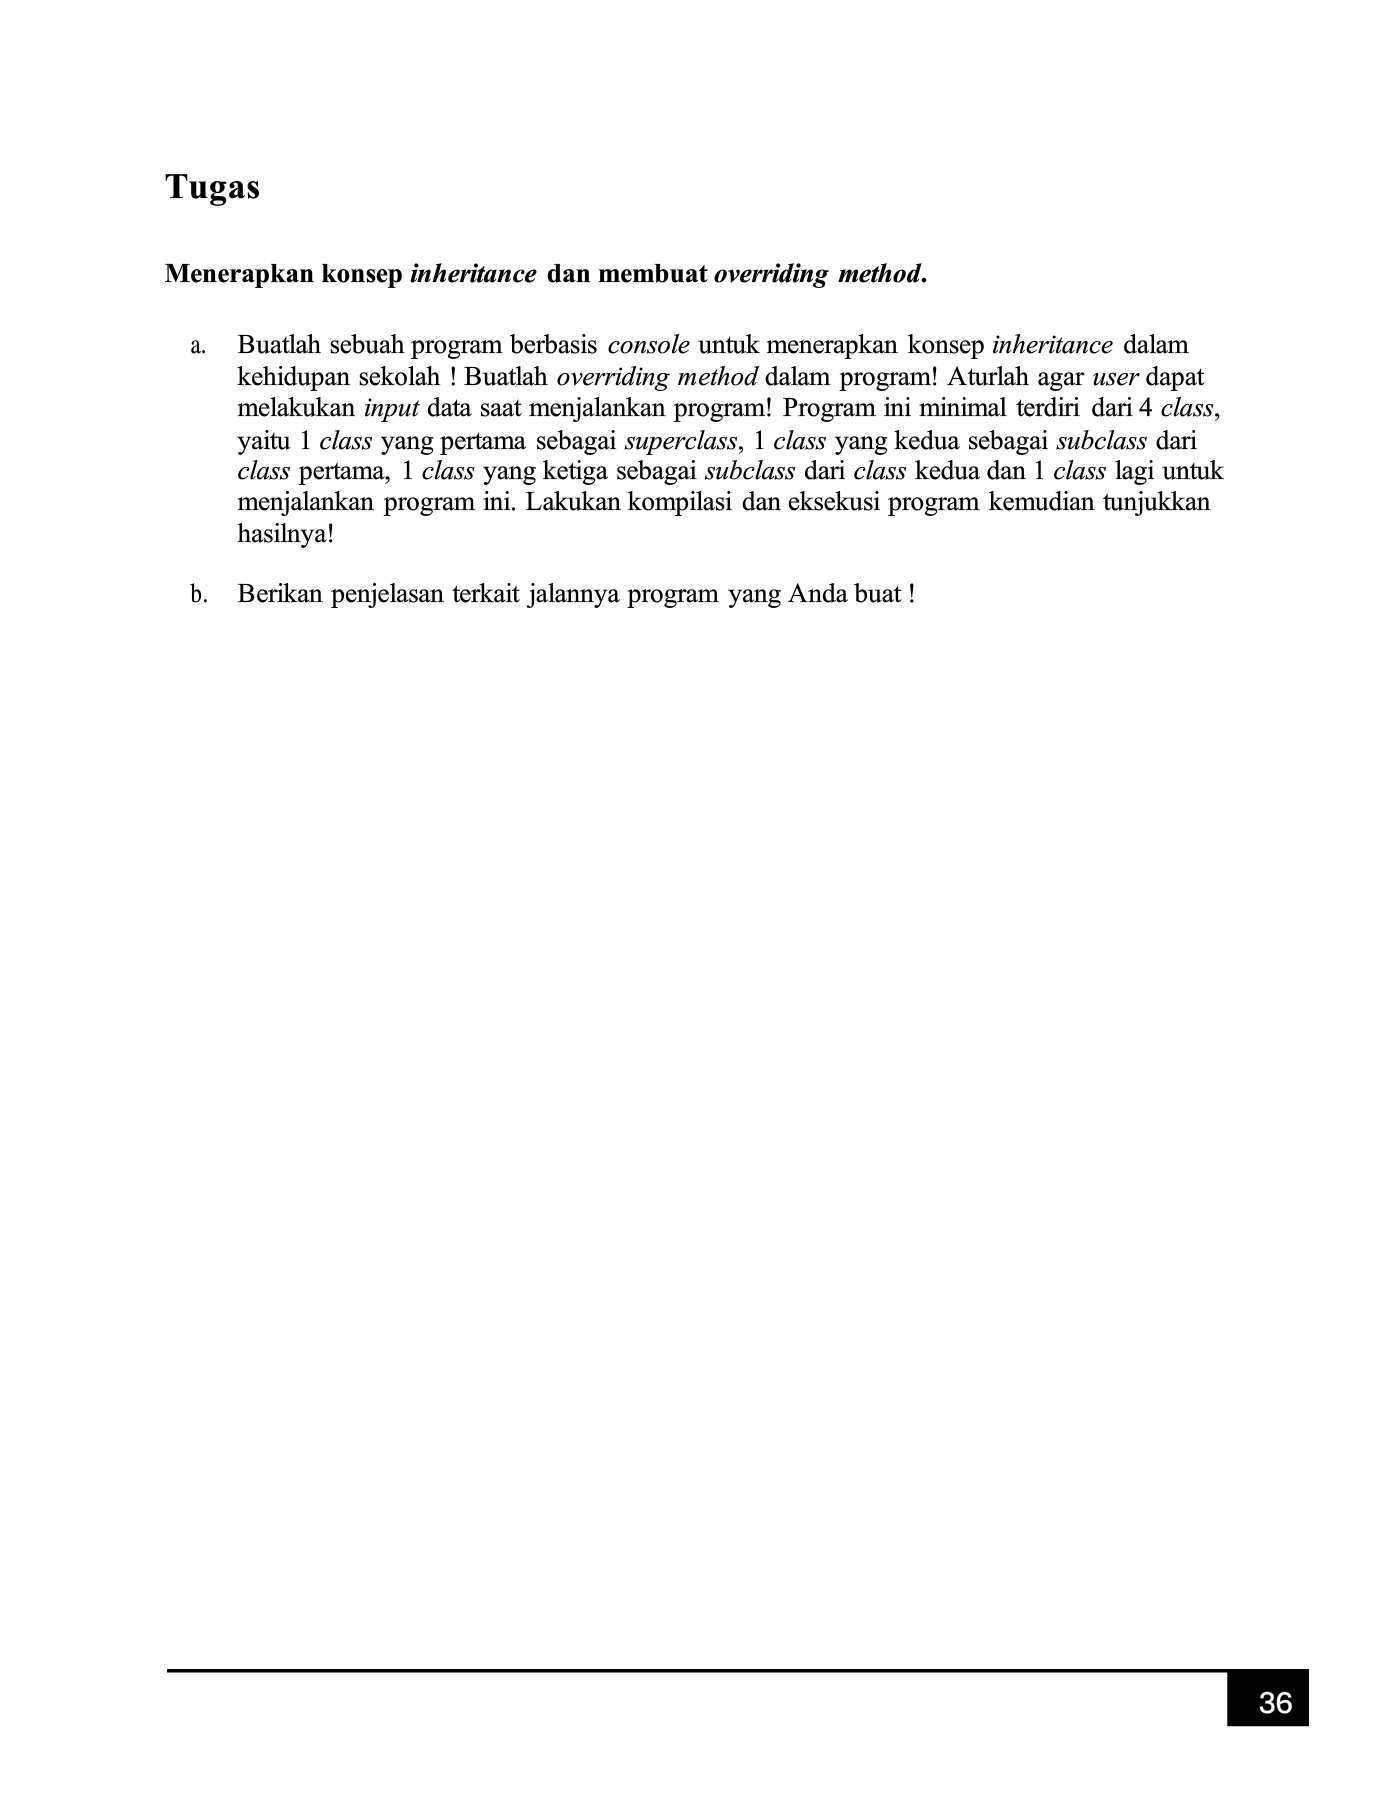 Tugas
Menerapkan konsep inheritance dan membuat overriding method.
a. Buatlah sebuah program berbasis console untuk menerapkan konsep inheritance dalam
kehidupan sekolah ! Buatlah overriding method dalam program! Aturlah agar user dapat
melakukan input data saat menjalankan program! Program ini minimal terdiri dari 4 class,
yaitu 1 class yang pertama sebagai superclass, 1 class yang kedua sebagai subclass dari
class pertama, 1 class yang ketiga sebagai subclass dari class kedua dan 1 class lagi untuk
menjalankan program ini. Lakukan kompilasi dan eksekusi program kemudian tunjukkan
hasilnya!
b. Berikan penjelasan terkait jalannya program yang Anda buat !
36